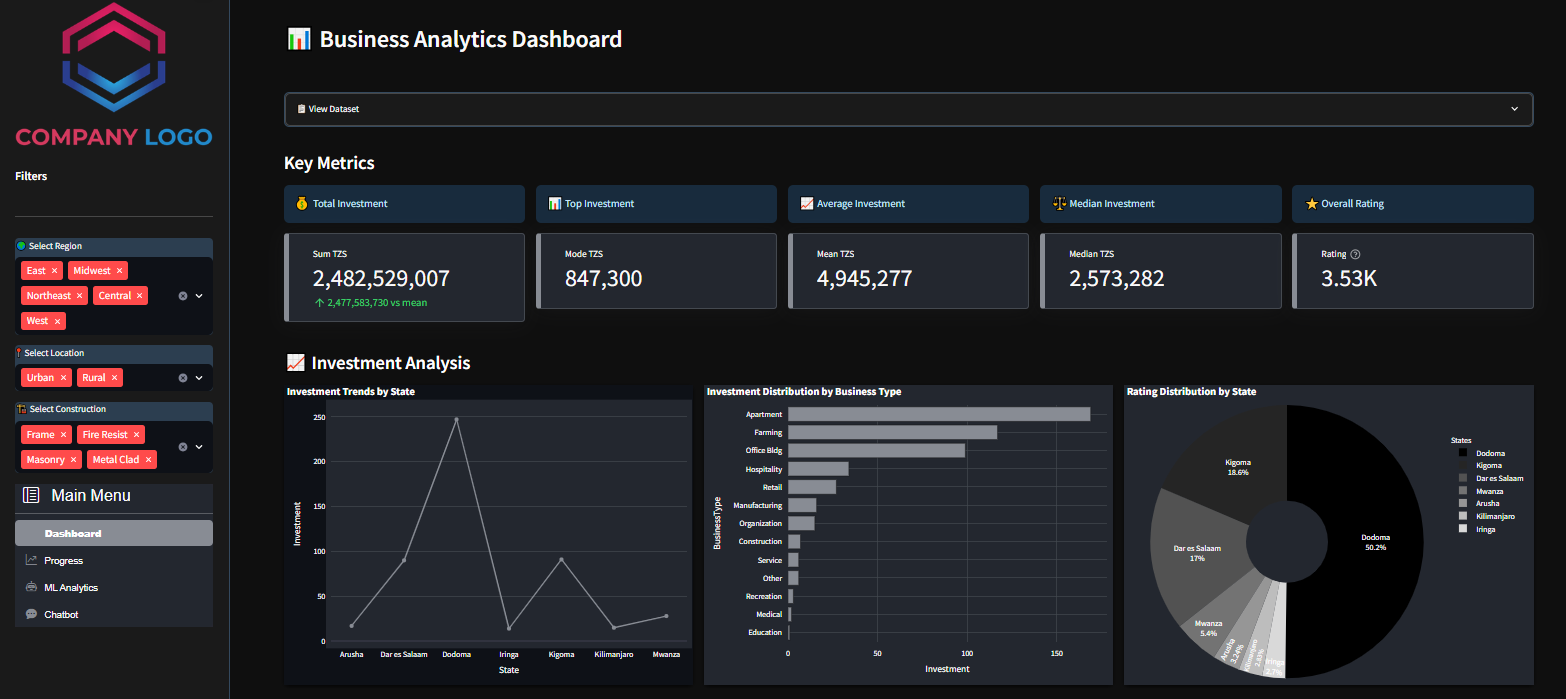 COMPANY LOGO
Filters
Select Region
East ×
Midwest ×
Northeast ×
Central ×
West ×
Select Location
Urban ×
Rural ×
Select Construction
Frame ×
Fire Resist ×
Masonry ×
Metal Clad ×
Main Menu
Dashboard
Progress
ML Analytics
Chatbot
Business Analytics Dashboard
View Dataset
Key Metrics
Total Investment
Top Investment
Average Investment
Median Investment
Overall Rating
Sum TZS
2,482,529,007
↑ 2,477,583,730 vs mean
Mode TZS
847,300
Mean TZS
4,945,277
Median TZS
2,573,282
Rating
3.53K
Investment Analysis
Investment Trends by State
Investment
250
200
150
100
50
0
Arusha
Dar es Salaam
Dodoma
Iringa
Kigoma
Kilimanjaro
Mwanza
State
Investment Distribution by Business Type
BusinessType
Apartment
Farming
Office Bldg
Hospitality
Retail
Manufacturing
Organization
Construction
Service
Other
Recreation
Medical
Education
0
50
100
150
Investment
Rating Distribution by State
Kigoma
18.6%
Dar es Salaam
17%
Mwanza
5.4%
Arusha
3.24%
Kilimanjaro
Iringa
2.7%
Dodoma
50.2%
States
Dodoma
Kigoma
Dar es Salaam
Mwanza
Arusha
Kilimanjaro
Iringa